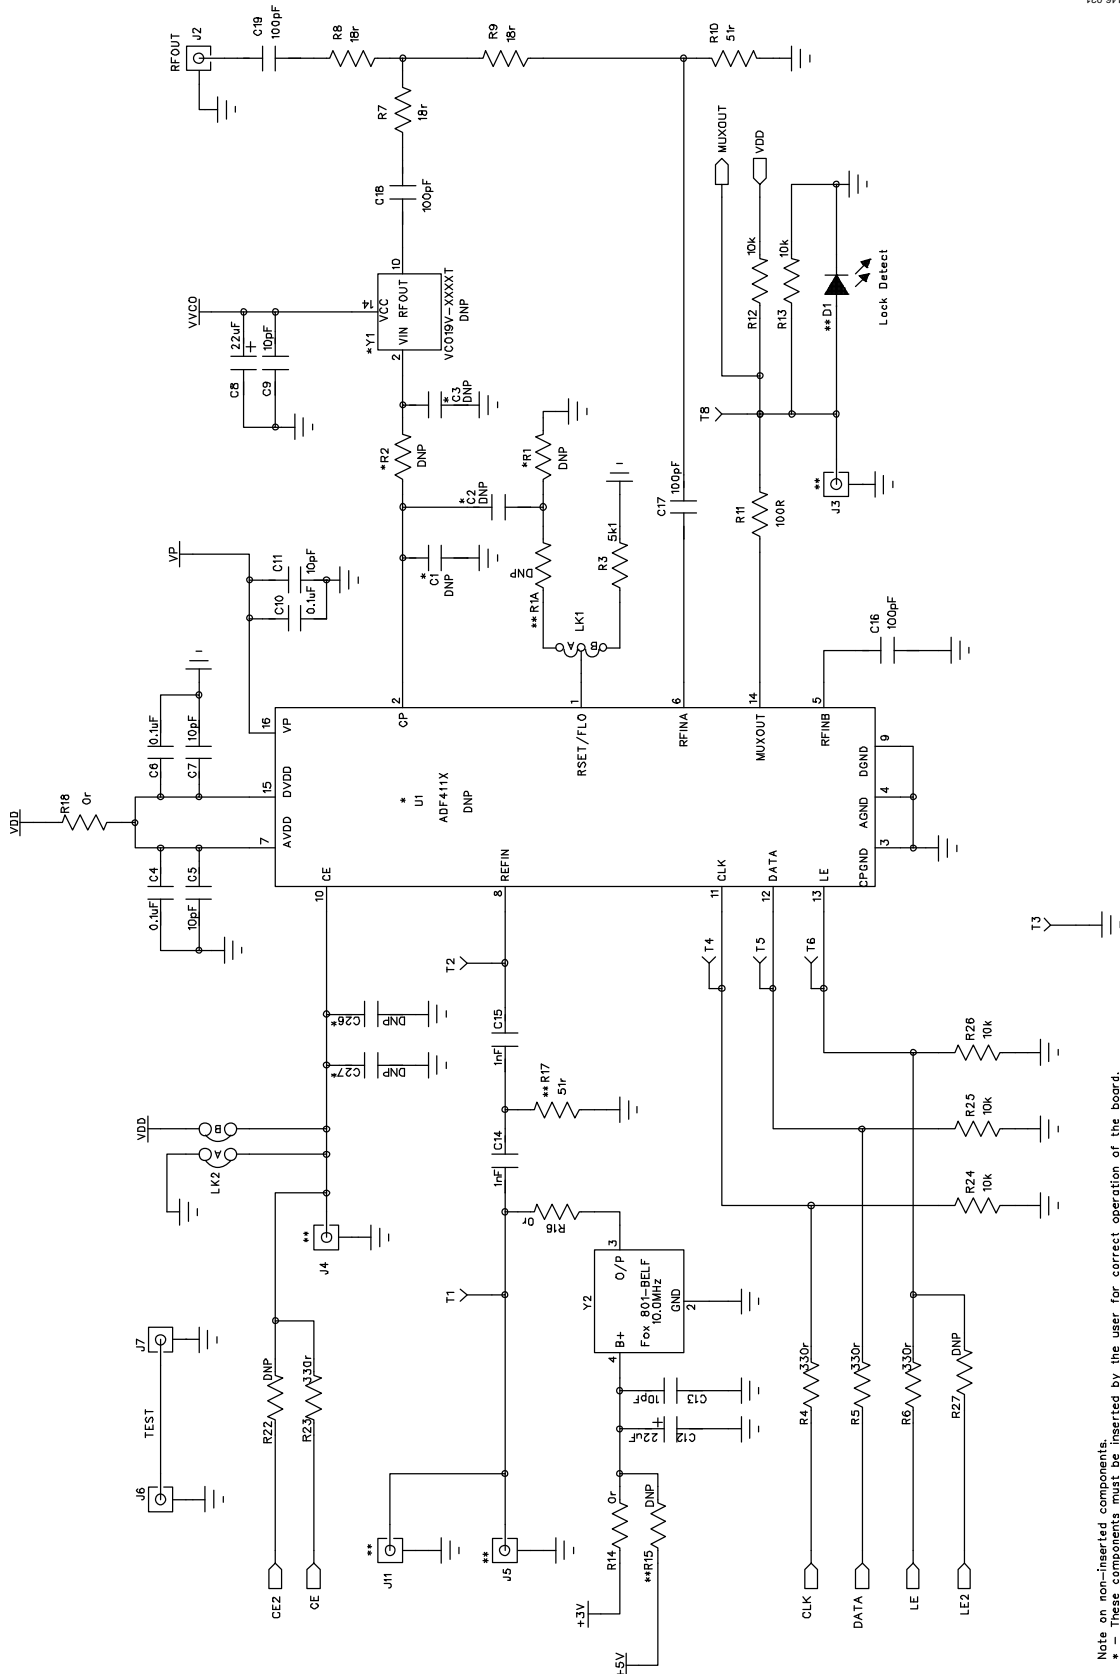 RFOUT
J2
C19
100pF
R8
18r
R9
18r
R10
51r
R7
18r
C18
100pF
VVCO
C8
22uF
+
C9
10pF
14
VCC
VIN RFOUT
10
2
*Y1
VCO19V-XXXXT
DNP
*
C3
DNP
*R2
DNP
*
C2
DNP
*
C1
DNP
*R1
DNP
** R1A
DNP
R3
5k1
LK1
A
B
MUXOUT
VDD
R12
10k
R13
10k
** D1
Lock Detect
T8
**
J3
R11
100R
C17
100pF
C16
100pF
VP
C11
10pF
C10
0.1uF
VDD
R18
0r
C6
0.1uF
C7
10pF
C4
0.1uF
C5
10pF
16
VP
15
DVDD
7
AVDD
2
CP
1
RSET/FLO
6
RFINA
14
MUXOUT
5
RFINB
*
U1
ADF411X
DNP
9
DGND
4
AGND
3
CPGND
CE
10
REFIN
8
CLK
11
DATA
12
LE
13
T4
T5
T6
T3
T2
C26*
DNP
C27*
DNP
C15
1nF
** R17
51r
C14
1nF
VDD
B
A
LK2
**
J4
R16
0r
T1
3
O/P
Y2
Fox 801-BELF
10.0MHz
B+
4
GND
2
C13
10pF
C12
22uF
+
R14
0r
**R15
DNP
+3V
+5V
J7
TEST
J6
R22
DNP
R23
330r
CE2
CE
**
J11
**
J5
R26
10k
R25
10k
R24
10k
R4
330r
R5
330r
R6
330r
R27
DNP
CLK
DATA
LE
LE2
Note on non-inserted components.
* - These components must be inserted by the user for correct operation of the board.